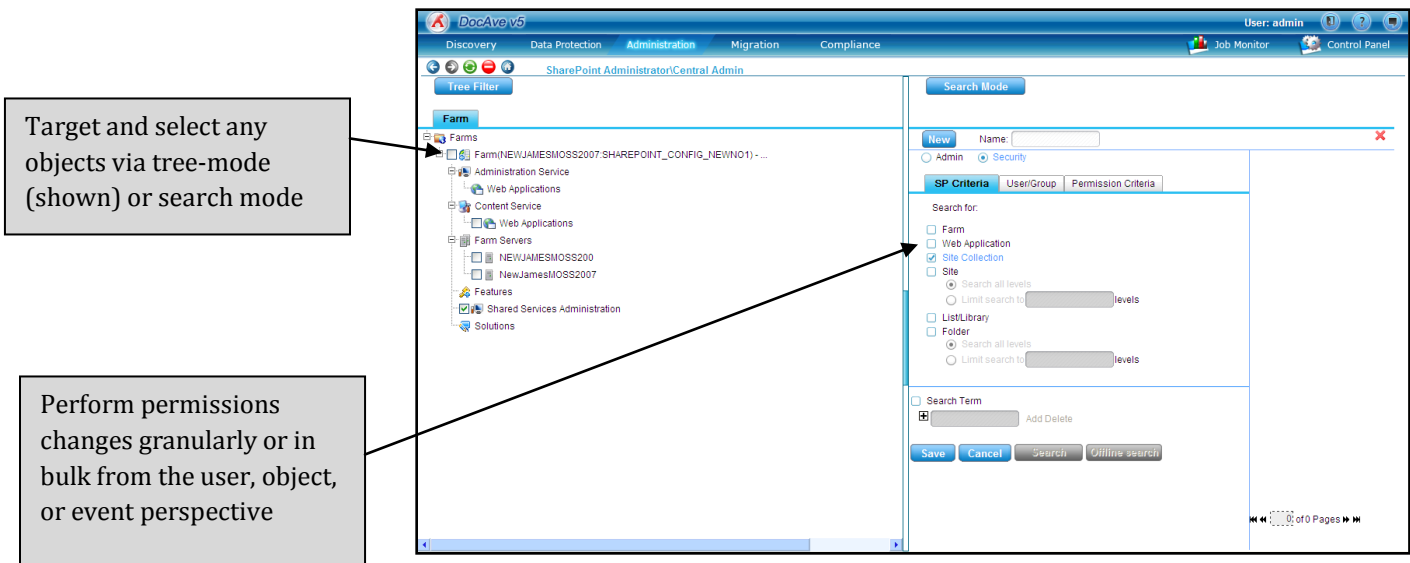 DocAve v5
User: admin
Discovery Data Protection Administration Migration Compliance
Job Monitor Control Panel
SharePoint Administrator\Central Admin
Tree Filter
Search Mode
Farm
Farms
Farm(NEWJAMESMOSS2007:SHAREPOINT_CONFIG_NEWNO1) - ...
Administration Service
Web Applications
Content Service
Web Applications
Farm Servers
NEWJAMESMOSS200
NewJamesMOSS2007
Features
Shared Services Administration
Solutions
New Name:
Admin Security
SP Criteria User/Group Permission Criteria
Search for:
Farm
Web Application
Site Collection
Site
Search all levels
Limit search to levels
List/Library
Folder
Search all levels
Limit search to levels
Search Term
Add Delete
Save Cancel Search Offline search
0 of 0 Pages
Target and select any
objects via tree-mode
(shown) or search mode
Perform permissions
changes granularly or in
bulk from the user, object,
or event perspective